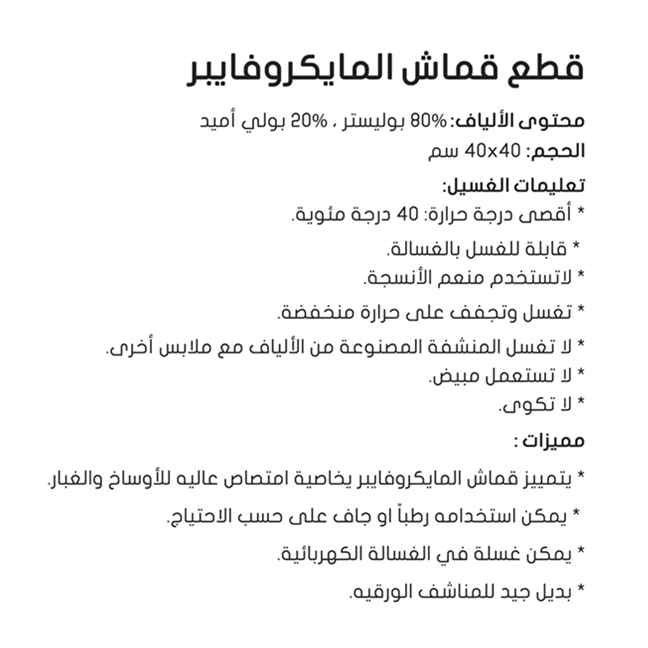 قطع قماش المايكروفايبر
محتوى الألياف: 80% بوليستر ، 20% بولي أميد
الحجم: 40x40 سم
تعليمات الغسيل:
* أقصى درجة حرارة: 40 درجة مئوية.
* قابلة للغسل بالغسالة.
* لاتستخدم منعم الأنسجة.
* تغسل وتجفف على حرارة منخفضة.
* لا تغسل المنشفة المصنوعة من الألياف مع ملابس أخرى.
* لا تستعمل مبيض.
* لا تكوى.
مميزات :
* يتمييز قماش المايكروفايبر يخاصية امتصاص عاليه للأوساخ والغبار.
* يمكن استخدامه رطباً او جاف على حسب الاحتياج.
* يمكن غسلة في الغسالة الكهربائية.
* بديل جيد للمناشف الورقيه.